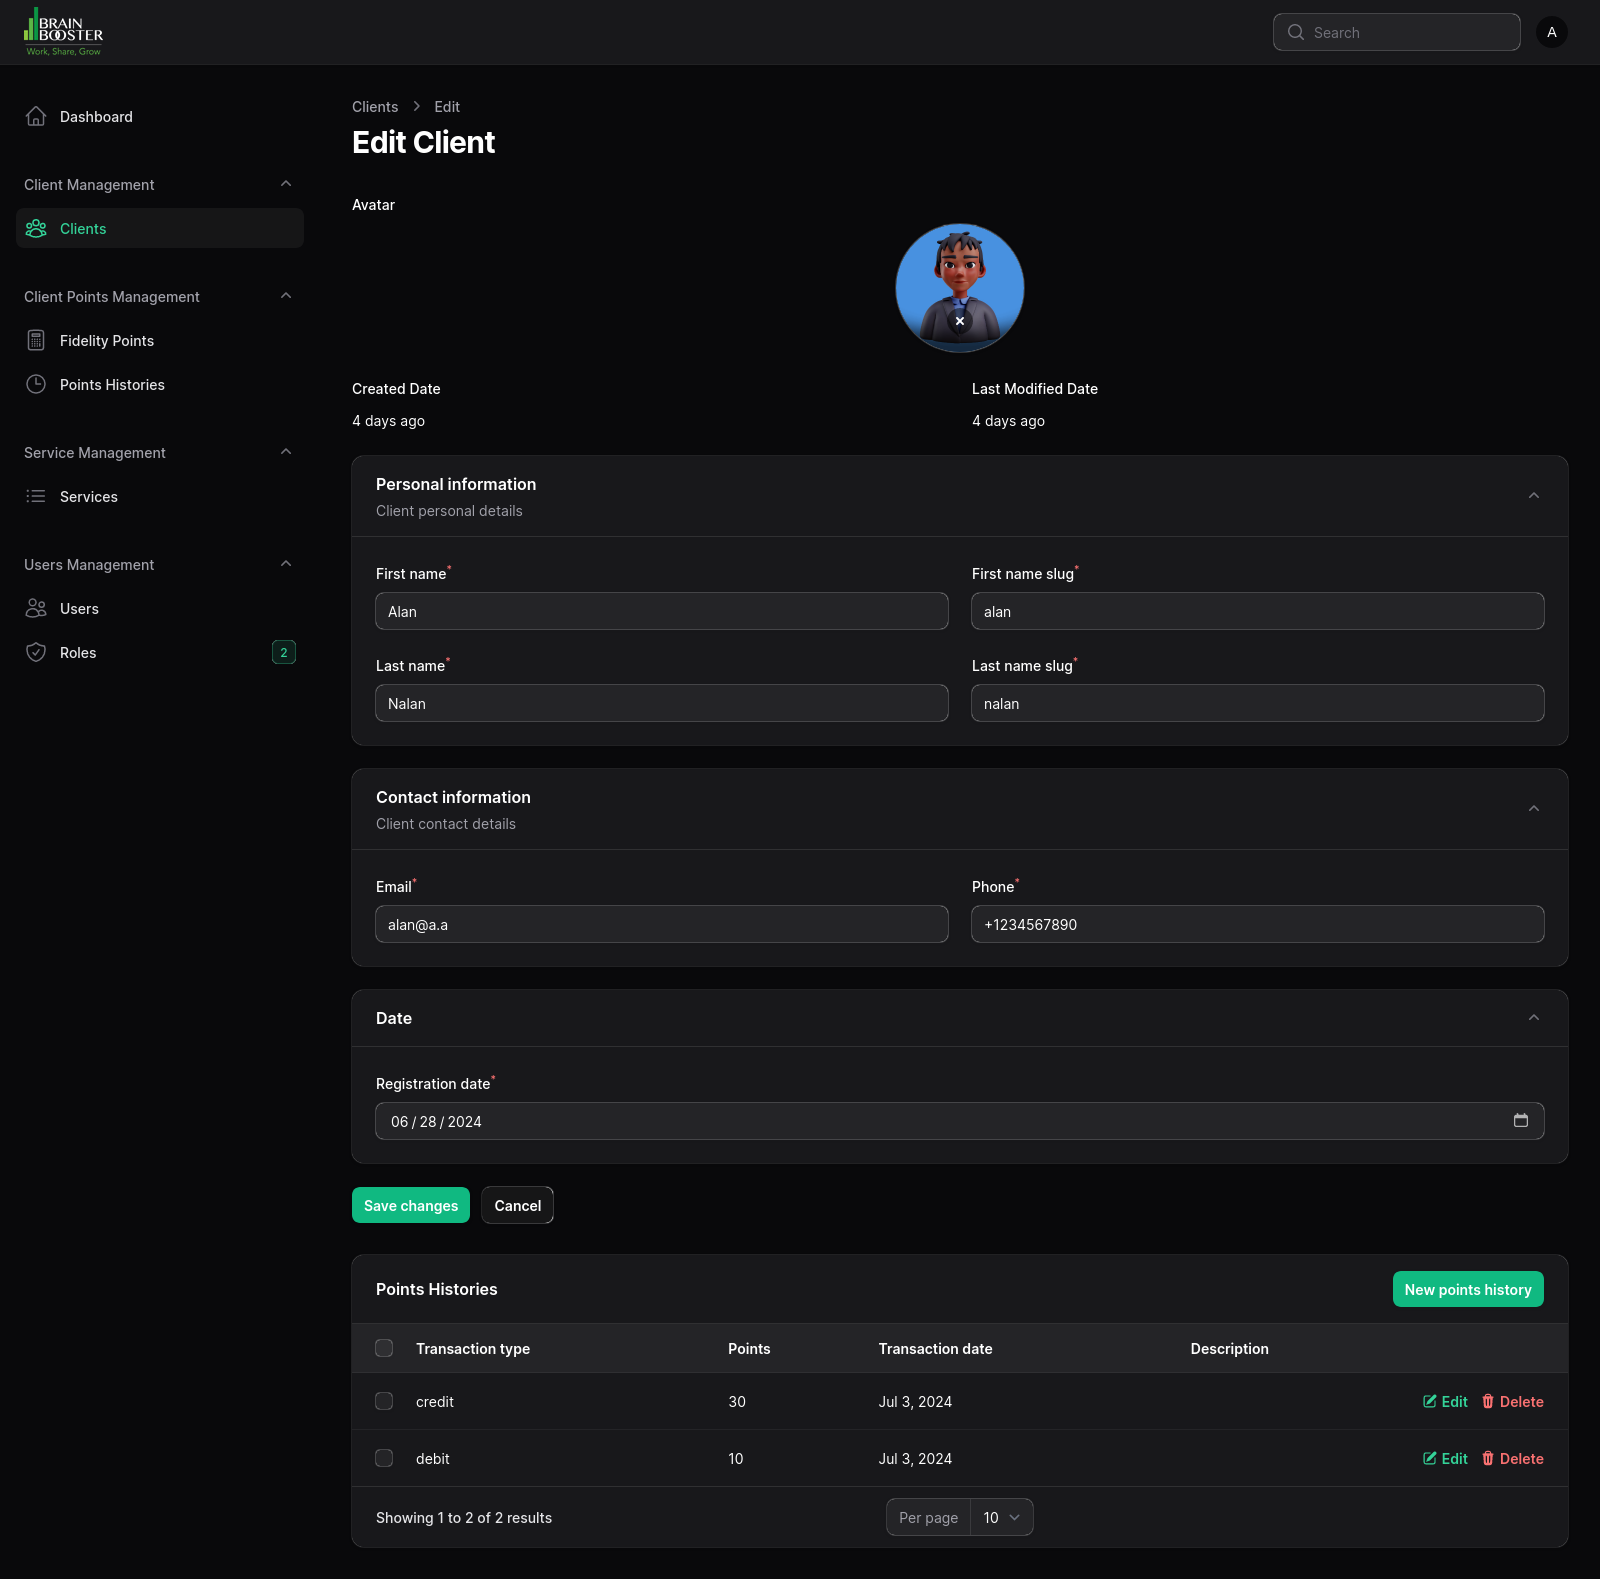 BRAIN
BOOSTER
Work, Share, Grow
Search
A
Dashboard
Client Management
Clients
Client Points Management
Fidelity Points
Points Histories
Service Management
Services
Users Management
Users
Roles
2
Clients > Edit
Edit Client
Avatar
Created Date
4 days ago
Last Modified Date
4 days ago
Personal information
Client personal details
First name*
Alan
First name slug*
alan
Last name*
Nalan
Last name slug*
nalan
Contact information
Client contact details
Email*
alan@a.a
Phone*
+1234567890
Date
Registration date*
06 / 28 / 2024
Save changes
Cancel
Points Histories
New points history
Transaction type Points Transaction date Description
credit 30 Jul 3, 2024 Edit Delete
debit 10 Jul 3, 2024 Edit Delete
Showing 1 to 2 of 2 results
Per page 10